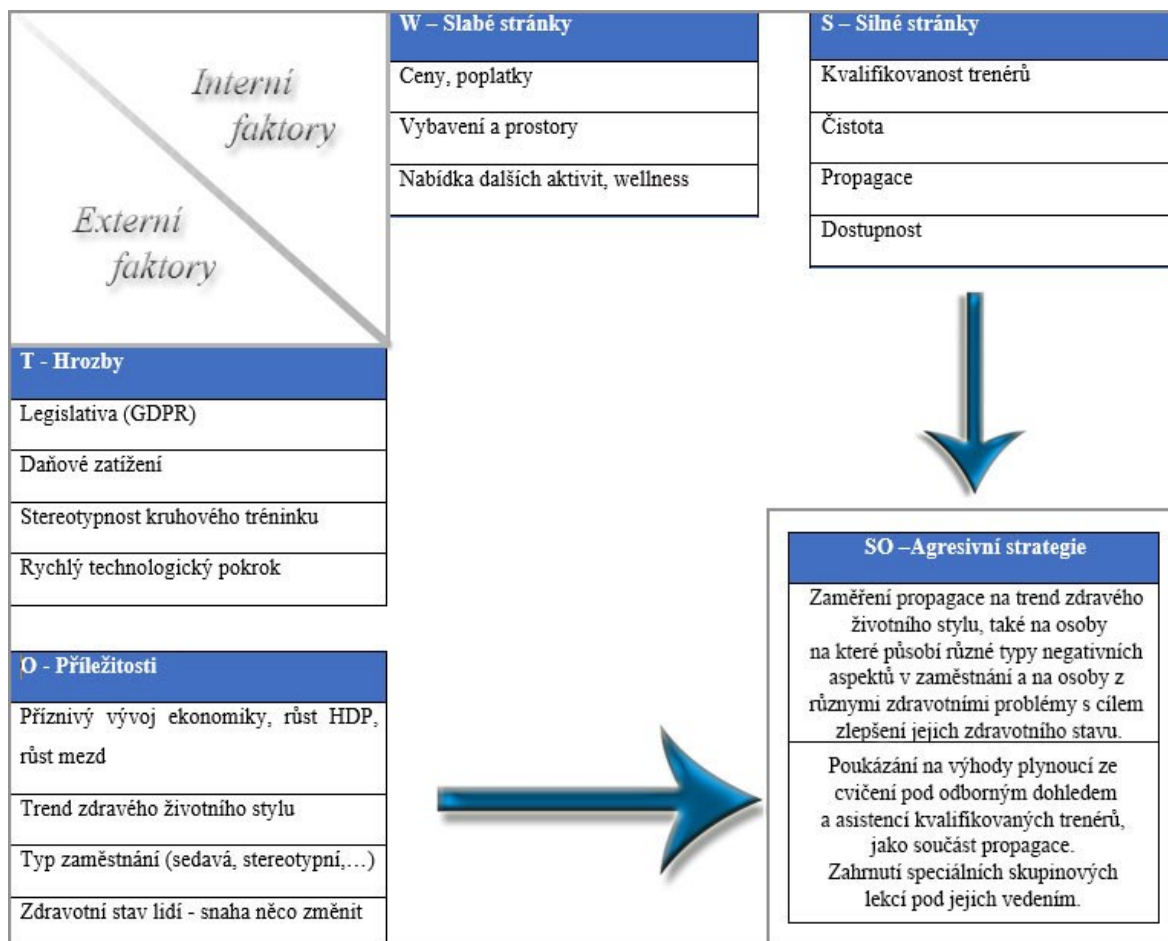 Interní
faktory
Externí
faktory
W – Slabé stránky
Ceny, poplatky
Vybavení a prostory
Nabídka dalších aktivit, wellness
S – Silné stránky
Kvalifikovanost trenérů
Čistota
Propagace
Dostupnost
T - Hrozby
Legislativa (GDPR)
Daňové zatížení
Stereotypnost kruhového tréninku
Rychlý technologický pokrok
O - Příležitosti
Příznivý vývoj ekonomiky, růst HDP,
růst mezd
Trend zdravého životního stylu
Typ zaměstnání (sedavá, stereotypní,…)
Zdravotní stav lidí - snaha něco změnit
SO –Agresivní strategie
Zaměření propagace na trend zdravého
životního stylu, také na osoby
na které působí různé typy negativních
aspektů v zaměstnání a na osoby z
různymi zdravotními problémy s cílem
zlepšení jejich zdravotního stavu.
Poukázání na výhody plynoucí ze
cvičení pod odborným dohledem
a asistencí kvalifikovaných trenérů,
jako součást propagace.
Zahrnutí speciálních skupinových
lekcí pod jejich vedením.